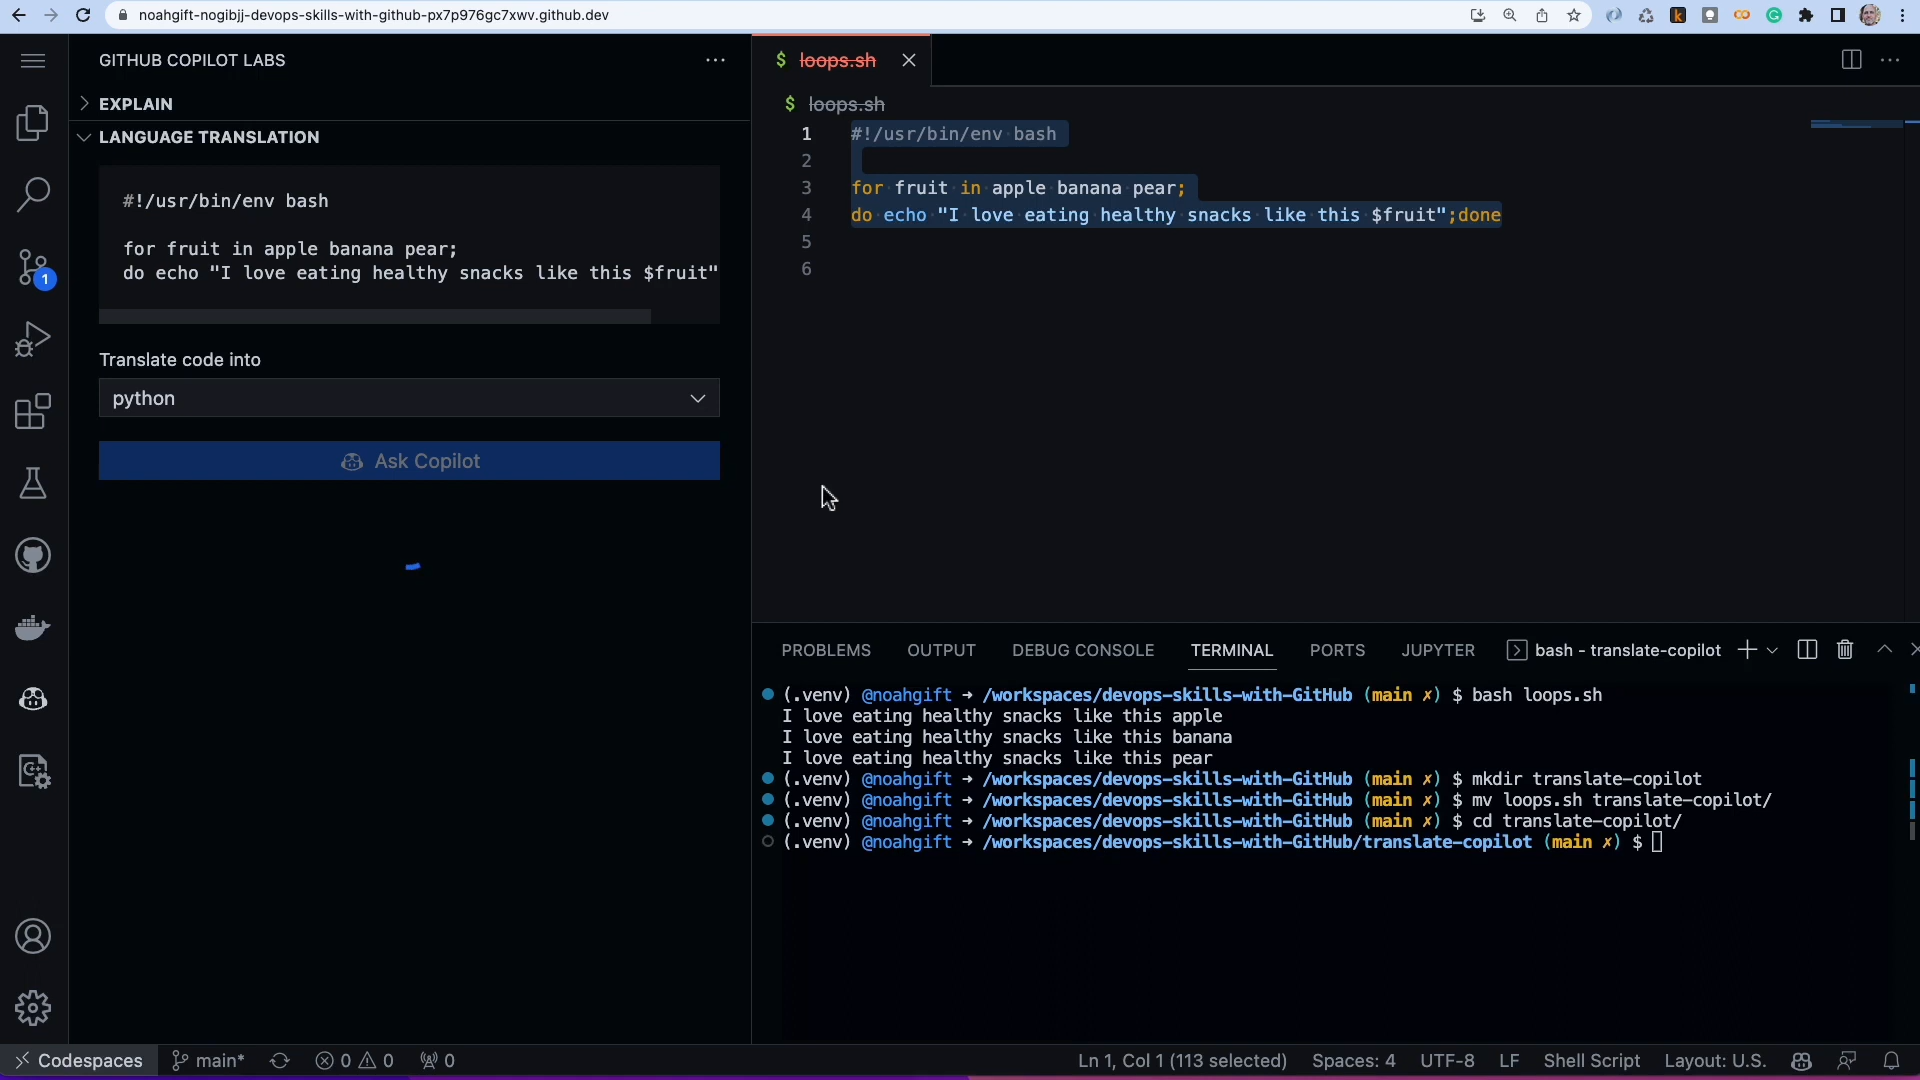 noahgift-nogibjj-devops-skills-with-github-px7p976gc7xwv.github.dev
GITHUB COPILOT LABS
EXPLAIN
LANGUAGE TRANSLATION
#!/usr/bin/env bash
for fruit in apple banana pear;
do echo "I love eating healthy snacks like this $fruit"
Translate code into
python
Ask Copilot
1
$ loops.sh
$ loops.sh
1 #!/usr/bin/env bash
2
3 for fruit in apple banana pear;
4 do echo "I love eating healthy snacks like this $fruit";done
5
6
PROBLEMS OUTPUT DEBUG CONSOLE TERMINAL PORTS JUPYTER bash - translate-copilot
(.venv) @noahgift → /workspaces/devops-skills-with-GitHub (main ✗) $ bash loops.sh
I love eating healthy snacks like this apple
I love eating healthy snacks like this banana
I love eating healthy snacks like this pear
(.venv) @noahgift → /workspaces/devops-skills-with-GitHub (main ✗) $ mkdir translate-copilot
(.venv) @noahgift → /workspaces/devops-skills-with-GitHub (main ✗) $ mv loops.sh translate-copilot/
(.venv) @noahgift → /workspaces/devops-skills-with-GitHub (main ✗) $ cd translate-copilot/
(.venv) @noahgift → /workspaces/devops-skills-with-GitHub/translate-copilot (main ✗) $
Codespaces main* 0 0 0 Ln 1, Col 1 (113 selected) Spaces: 4 UTF-8 LF Shell Script Layout: U.S.